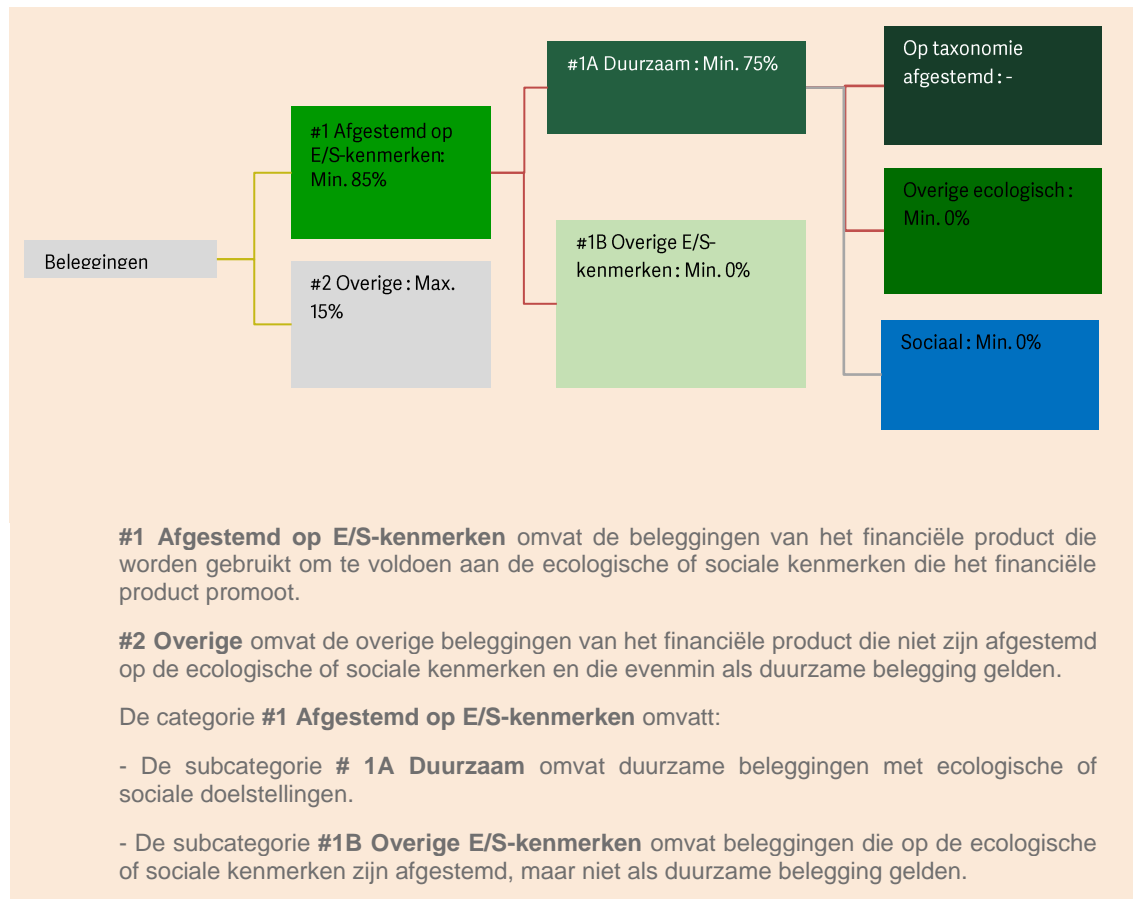 Beleggingen
#1 Afgestemd op
E/S-kenmerken:
Min. 85%
#2 Overige : Max.
15%
#1A Duurzaam : Min. 75%
#1B Overige E/S-
kenmerken : Min. 0%
Op taxonomie
afgestemd : -
Overige ecologisch :
Min. 0%
Sociaal : Min. 0%
#1 Afgestemd op E/S-kenmerken omvat de beleggingen van het financiële product die
worden gebruikt om te voldoen aan de ecologische of sociale kenmerken die het financiële
product promoot.
#2 Overige omvat de overige beleggingen van het financiële product die niet zijn afgestemd
op de ecologische of sociale kenmerken en die evenmin als duurzame belegging gelden.
De categorie #1 Afgestemd op E/S-kenmerken omvatt:
- De subcategorie # 1A Duurzaam omvat duurzame beleggingen met ecologische of
sociale doelstellingen.
- De subcategorie #1B Overige E/S-kenmerken omvat beleggingen die op de ecologische
of sociale kenmerken zijn afgestemd, maar niet als duurzame belegging gelden.